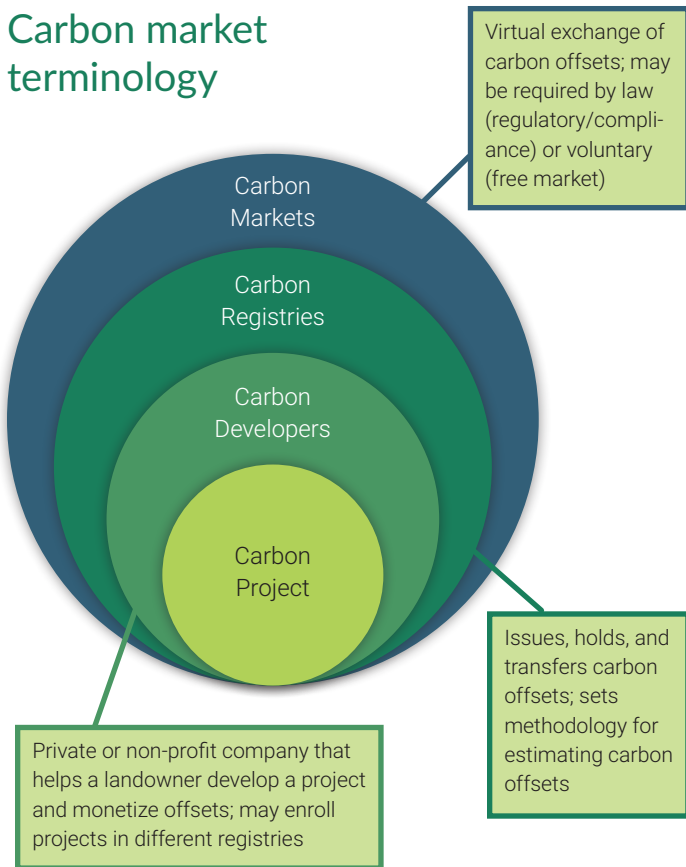 Carbon market
terminology
Virtual exchange of
carbon offsets; may
be required by law
(regulatory/compli-
ance) or voluntary
(free market)
Carbon
Markets
Carbon
Registries
Carbon
Developers
Carbon
Project
Issues, holds, and
transfers carbon
offsets; sets
methodology for
estimating carbon
offsets
Private or non-profit company that
helps a landowner develop a project
and monetize offsets; may enroll
projects in different registries